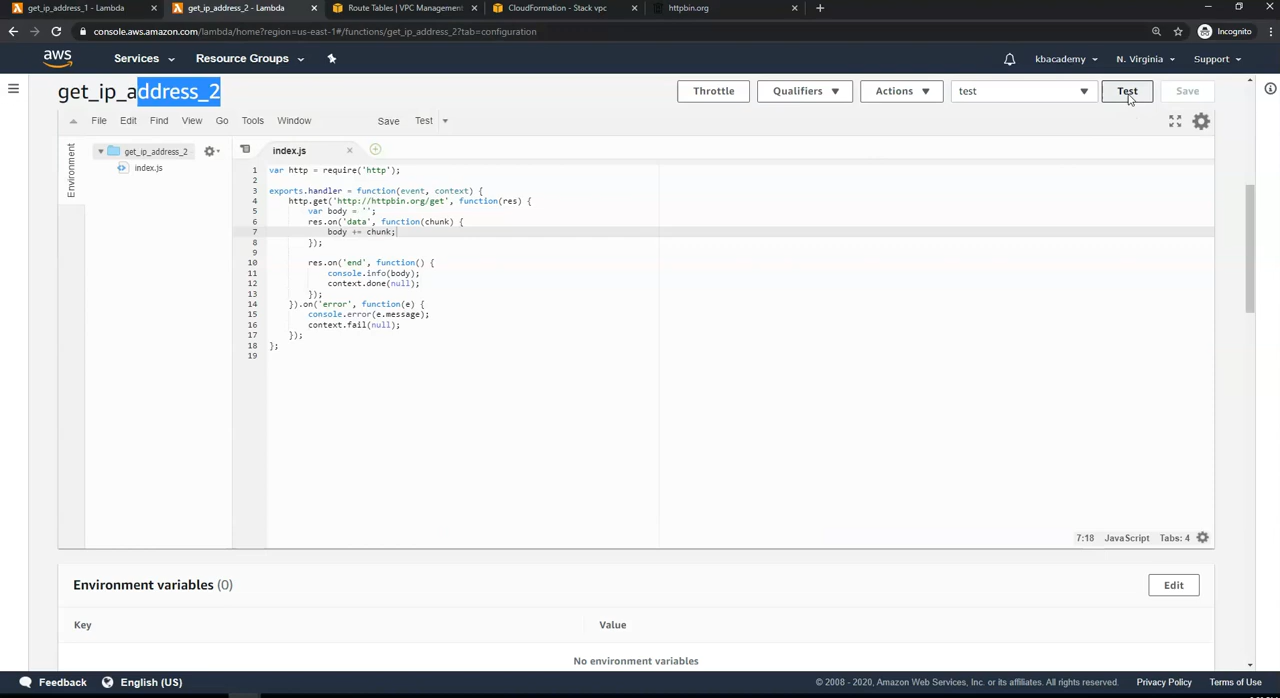 get_ip_address_1 - Lambda
get_ip_address_2 - Lambda
Route Tables | VPC Management
CloudFormation - Stack vpc
httpbin.org
console.aws.amazon.com/lambda/home?region=us-east-1#/functions/get_ip_address_2?tab=configuration
Incognito
aws
Services
Resource Groups
kbacademy
N. Virginia
Support
get_ip_address_2
Throttle
Qualifiers
Actions
test
Test
Save
File Edit Find View Go Tools Window Save Test
Environment
get_ip_address_2
index.js
index.js
1 var http = require('http');
2
3 exports.handler = function(event, context) {
4 http.get('http://httpbin.org/get', function(res) {
5 var body = '';
6 res.on('data', function(chunk) {
7 body += chunk;
8 });
9
10 res.on('end', function() {
11 console.info(body);
12 context.done(null);
13 });
14 }).on('error', function(e) {
15 console.error(e.message);
16 context.fail(null);
17 });
18 };
19
7:18 JavaScript Tabs: 4
Environment variables (0)
Edit
Key Value
No environment variables
Feedback
English (US)
© 2008 - 2020, Amazon Web Services, Inc. or its affiliates. All rights reserved.
Privacy Policy
Terms of Use